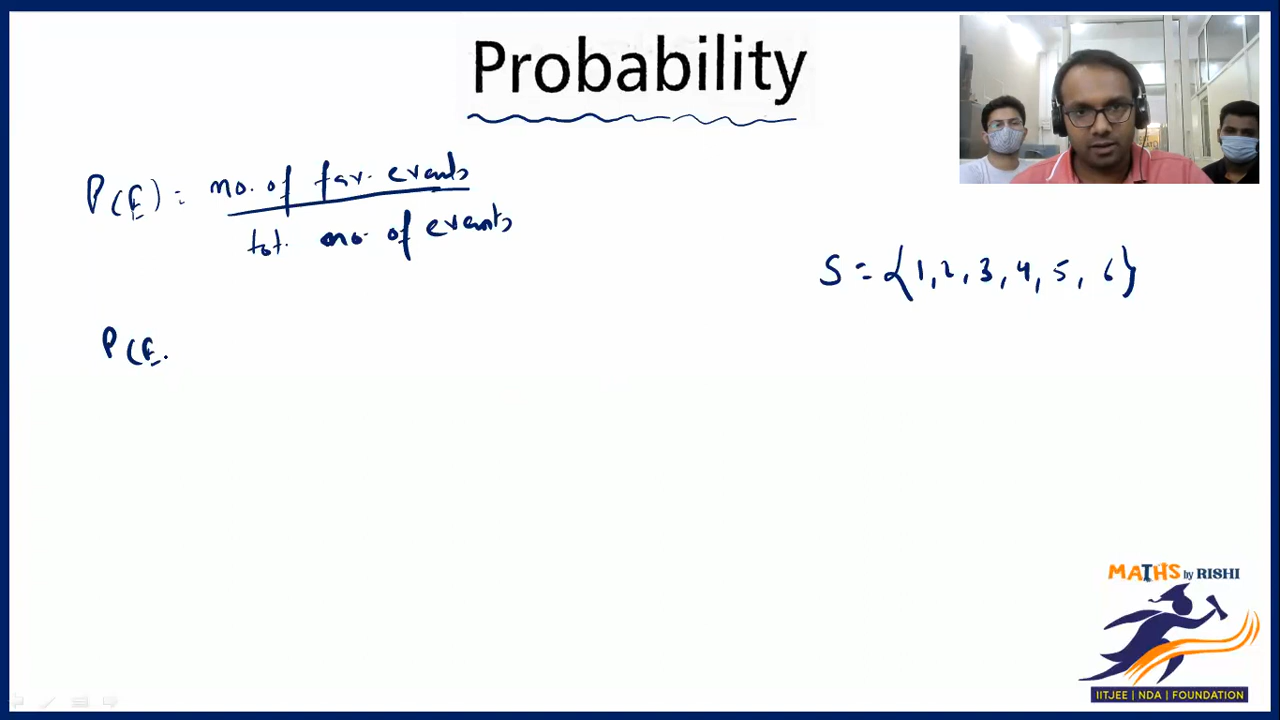 Probability
P(E) = no. of fav. events
tot. no. of events
S = {1, 2, 3, 4, 5, 6}
P(E.
MATHS by RISHI
IITJEE | NDA | FOUNDATION